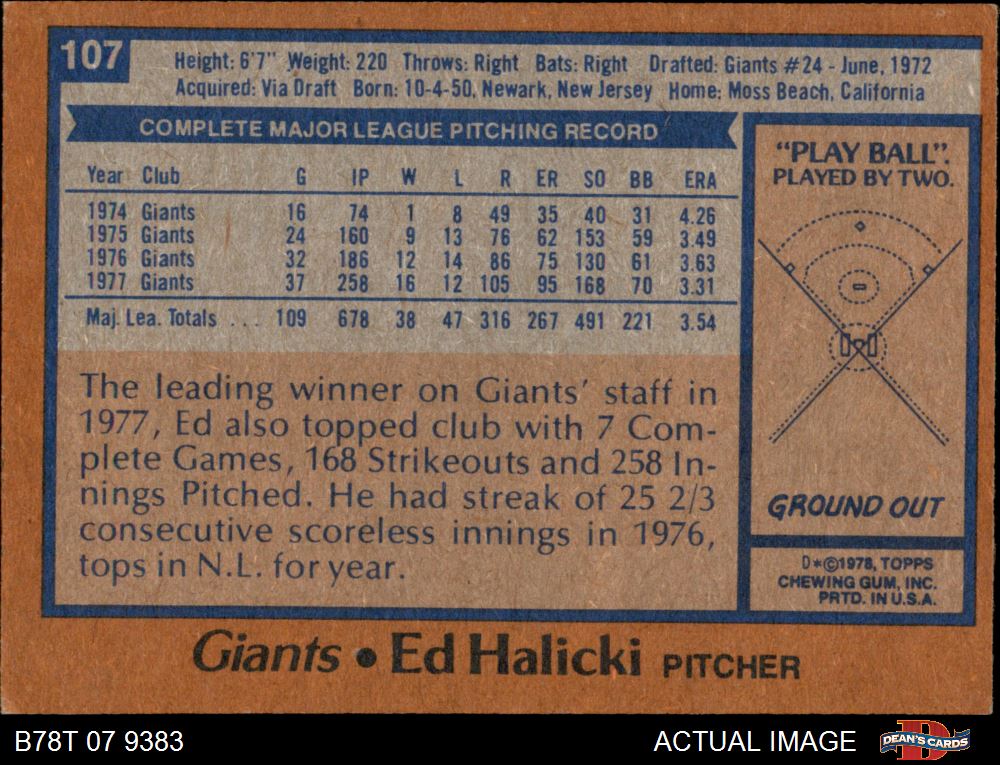 107
Height: 6'7" Weight: 220 Throws: Right Bats: Right Drafted: Giants #24 - June, 1972
Acquired: Via Draft Born: 10-4-50, Newark, New Jersey Home: Moss Beach, California
COMPLETE MAJOR LEAGUE PITCHING RECORD
Year Club G IP W L R ER SO BB ERA
1974 Giants 16 74 1 8 49 35 40 31 4.26
1975 Giants 24 160 9 13 76 62 153 59 3.49
1976 Giants 32 186 12 14 86 75 130 61 3.63
1977 Giants 37 258 16 12 105 95 168 70 3.31
Maj. Lea. Totals ... 109 678 38 47 316 267 491 221 3.54
The leading winner on Giants' staff in
1977, Ed also topped club with 7 Com-
plete Games, 168 Strikeouts and 258 In-
nings Pitched. He had streak of 25 2/3
consecutive scoreless innings in 1976,
tops in N.L. for year.
"PLAY BALL".
PLAYED BY TWO.
GROUND OUT
D*©1978, TOPPS
CHEWING GUM, INC.
PRTD. IN U.S.A.
Giants • Ed Halicki PITCHER
B78T 07 9383
ACTUAL IMAGE
DEAN'S CARDS